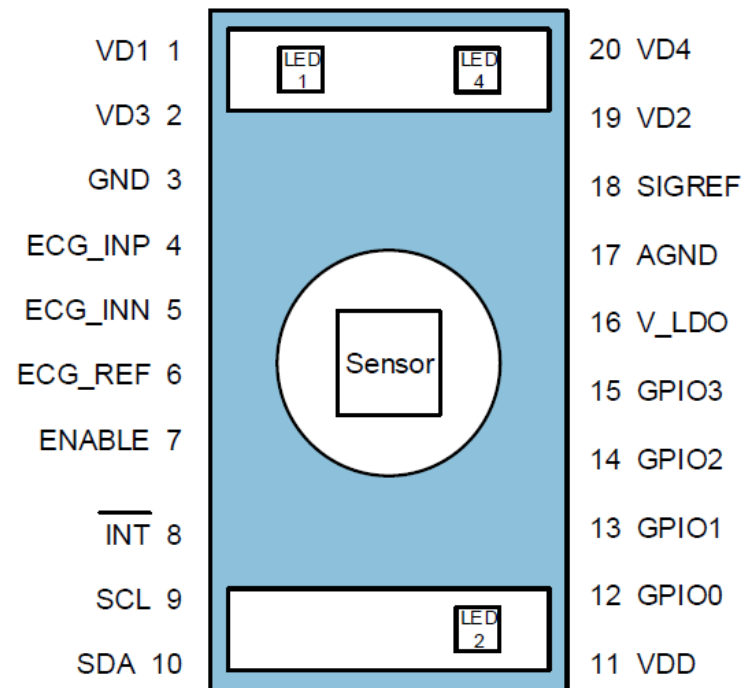 VD1 1
VD3 2
GND 3
ECG_INP 4
ECG_INN 5
ECG_REF 6
ENABLE 7
INT 8
SCL 9
SDA 10
LED
1
LED
4
Sensor
LED
2
20 VD4
19 VD2
18 SIGREF
17 AGND
16 V_LDO
15 GPIO3
14 GPIO2
13 GPIO1
12 GPIO0
11 VDD